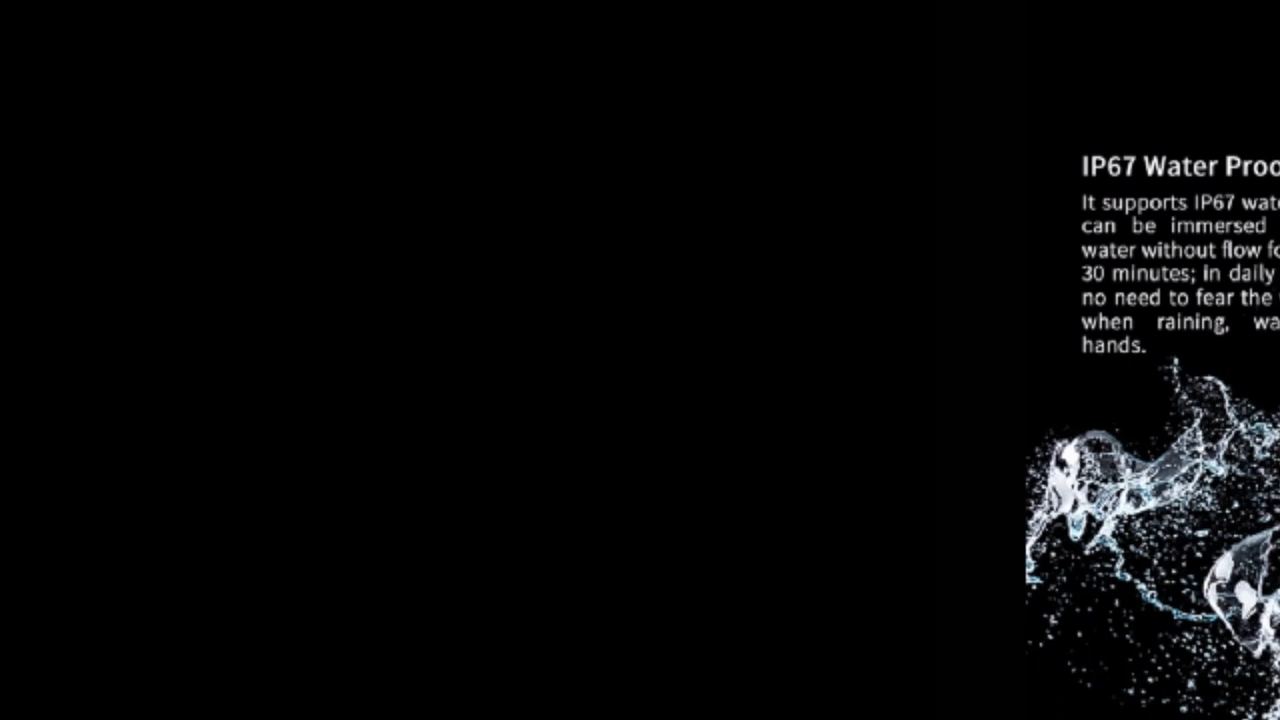 IP67 Water Proo
It supports IP67 wate
can be immersed
water without flow fo
30 minutes; in daily
no need to fear the
when raining, wa
hands.